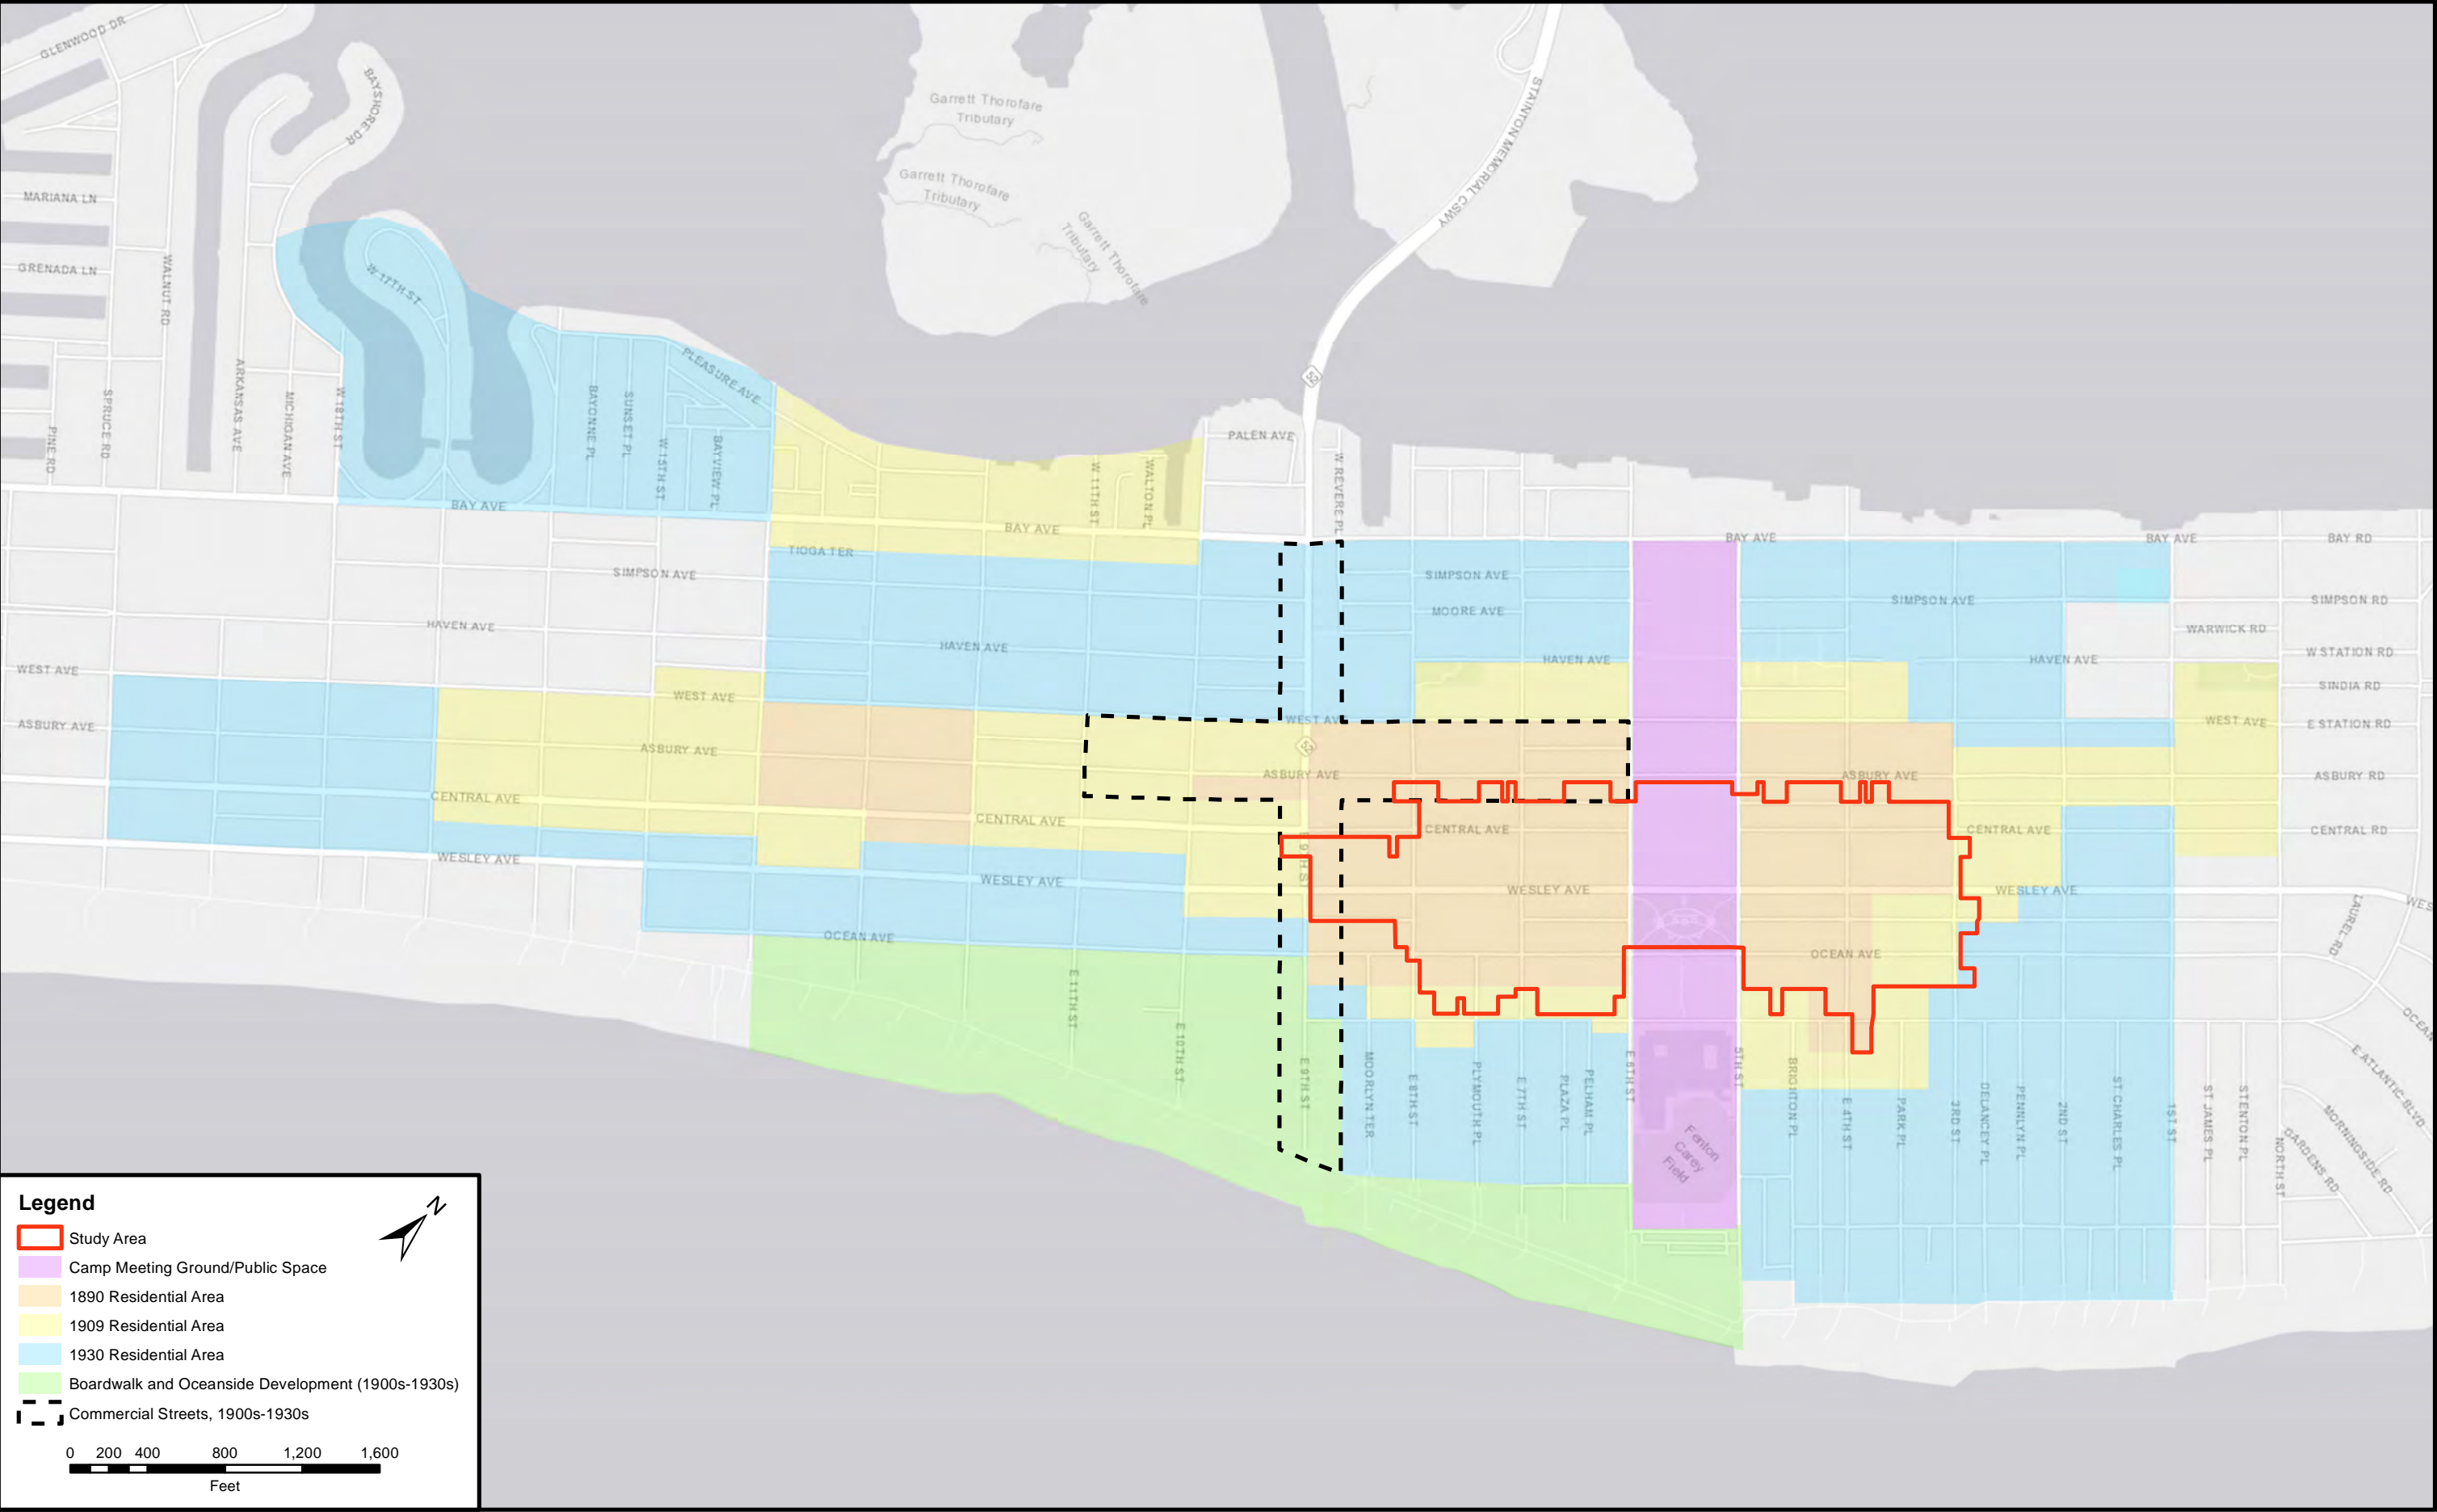 GLENWOOD DR
BAYSHORE DR
STAINTON MEMORIAL CSWY
Garrett Thorofare
Tributary
Garrett Thorofare
Tributary
Garrett Thorofare
Tributary
MARIANA LN
GRENADA LN
WALNUT RD
W 17TH ST
PLEASURE AVE
52
PINE RD
SPRUCE RD
ARKANSAS AVE
MICHIGAN AVE
W 18TH ST
BAYONNE PL
SUNSET PL
W 15TH ST
BAYVIEW PL
W 11TH ST
WALTON PL
PALEN AVE
W REVERE PL
BAY AVE
BAY AVE
BAY AVE
BAY AVE
BAY RD
TIOGA TER
SIMPSON AVE
SIMPSON AVE
SIMPSON AVE
SIMPSON RD
MOORE AVE
WARWICK RD
HAVEN AVE
HAVEN AVE
HAVEN AVE
HAVEN AVE
W STATION RD
SINDIA RD
WEST AVE
WEST AVE
WEST AV
WEST AVE
E STATION RD
ASBURY AVE
ASBURY AVE
52
ASBURY AVE
ASBURY AVE
ASBURY RD
CENTRAL AVE
CENTRAL AVE
CENTRAL AVE
CENTRAL AVE
CENTRAL RD
WESLEY AVE
WESLEY AVE
E 9TH ST
WESLEY AVE
WESLEY AVE
WES
LAUREL RD
OCEAN AVE
OCEAN AVE
OCEAN
E 11TH ST
E 10TH ST
E 9TH ST
MOORLYN TER
E 8TH ST
PLYMOUTH PL
E 7TH ST
PLAZA PL
PELHAM PL
E 6TH ST
5TH ST
BRIGHTON PL
E 4TH ST
PARK PL
3RD ST
DELANCEY PL
PENNLYN PL
2ND ST
ST CHARLES PL
1ST ST
ST JAMES PL
STENTON PL
NORTH ST
GARDENS RD
MORNINGSIDE RD
E ATLANTIC BLVD
Fenton
Carey
Field
Legend
N
Study Area
Camp Meeting Ground/Public Space
1890 Residential Area
1909 Residential Area
1930 Residential Area
Boardwalk and Oceanside Development (1900s-1930s)
Commercial Streets, 1900s-1930s
0 200 400 800 1,200 1,600
Feet